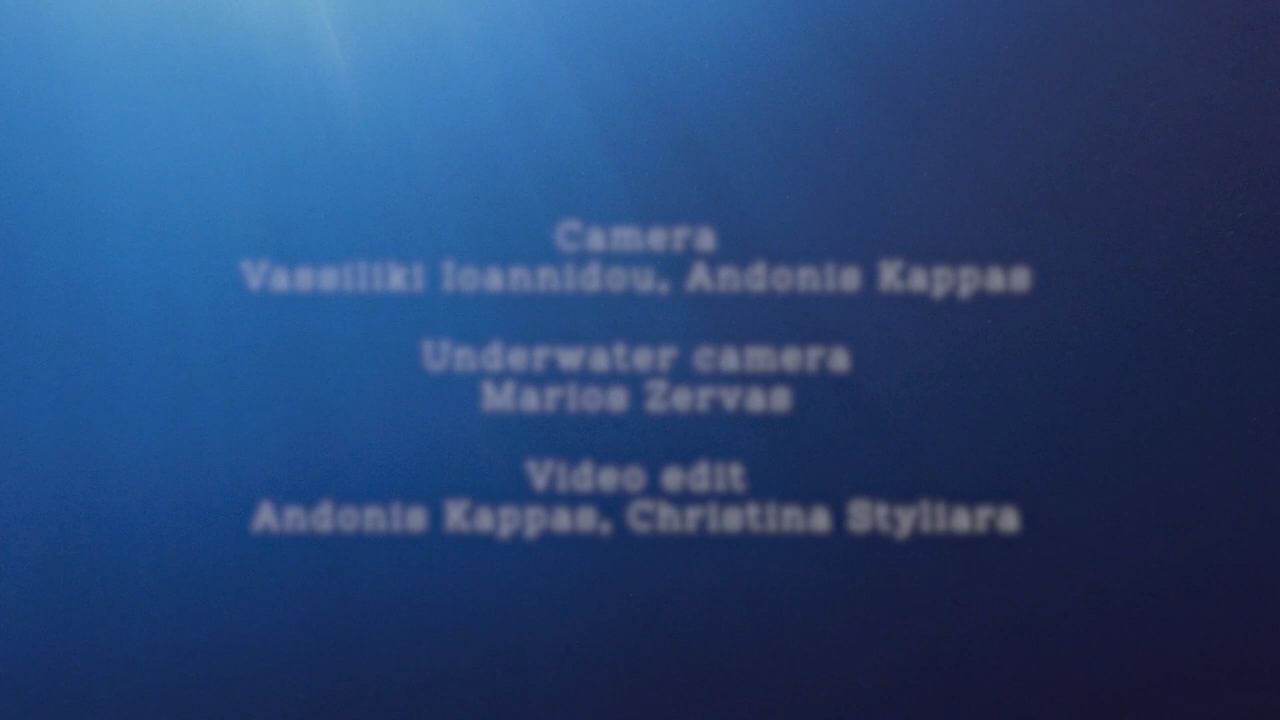 Camera
Vassiliki Ioannidou, Andonis Kappas
Underwater camera
Marios Zervas
Video edit
Andonis Kappas, Christina Styliara